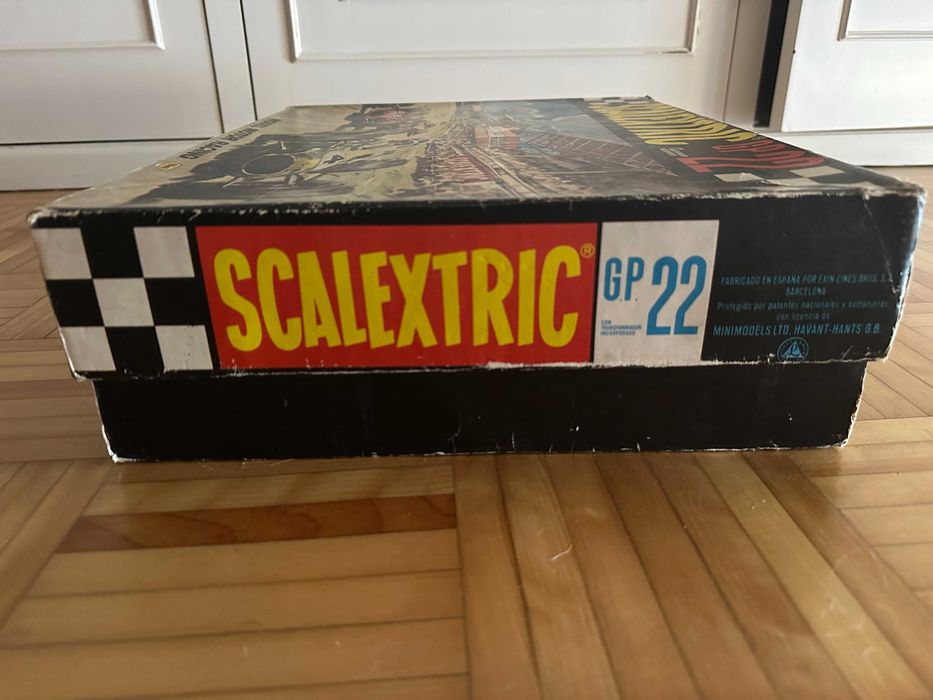 SCALEXTRIC®
G.P. 22
CON
TRANSFORMADOR
INCORPORADO
FABRICADO EN ESPAÑA POR EXIN-LINES BROS. S.A.
BARCELONA
Protegido por patentes nacionales y extranjeras
con licencia de
MINIMODELS LTD. HAVANT-HANTS G.B.